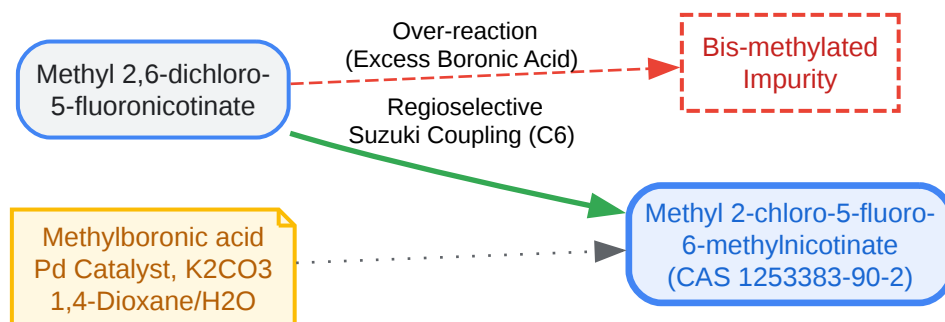 Over-reaction
(Excess Boronic Acid)
Bis-methylated
Impurity
Methyl 2,6-dichloro-
5-fluoronicotinate
Regioselective
Suzuki Coupling (C6)
Methylboronic acid
Pd Catalyst, K2CO3
1,4-Dioxane/H2O
Methyl 2-chloro-5-fluoro-
6-methylnicotinate
(CAS 1253383-90-2)